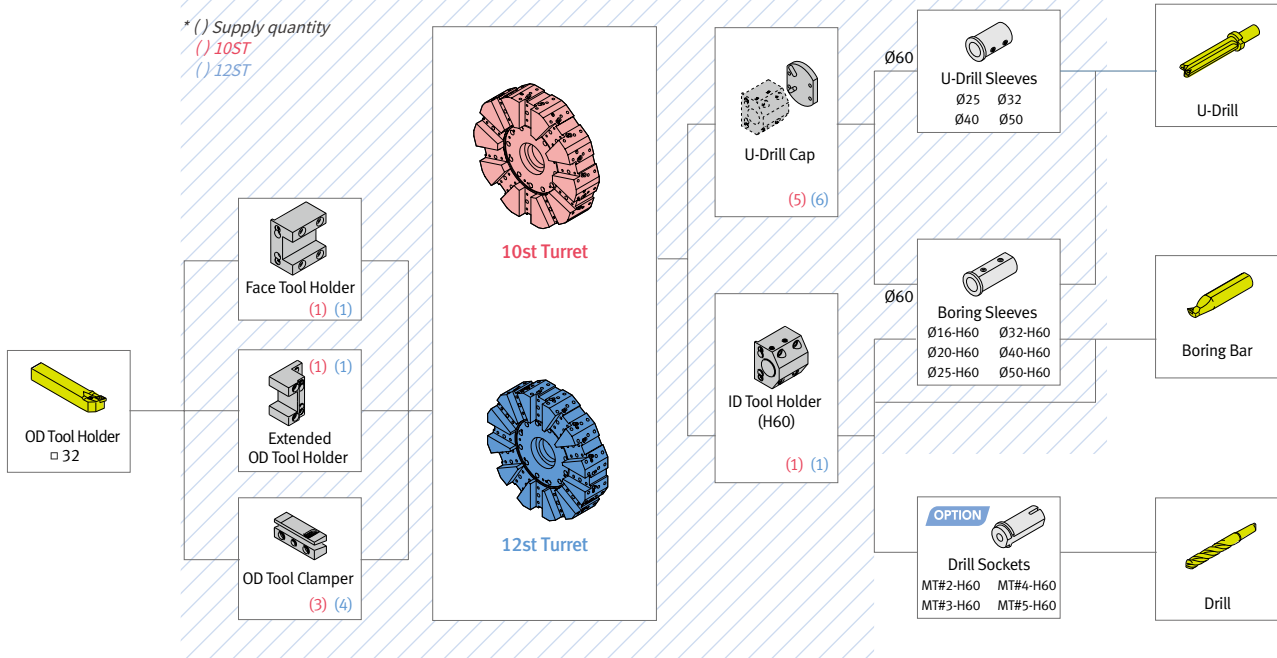 * ( ) Supply quantity
( ) 10ST
( ) 12ST
OD Tool Holder
□ 32
Face Tool Holder
(1) (1)
(1) (1)
Extended
OD Tool Holder
OD Tool Clamper
(3) (4)
10st Turret
12st Turret
U-Drill Cap
(5) (6)
ID Tool Holder
(H60)
(1) (1)
Ø60
U-Drill Sleeves
Ø25 Ø32
Ø40 Ø50
Ø60
Boring Sleeves
Ø16-H60 Ø32-H60
Ø20-H60 Ø40-H60
Ø25-H60 Ø50-H60
OPTION
Drill Sockets
MT#2-H60 MT#4-H60
MT#3-H60 MT#5-H60
U-Drill
Boring Bar
Drill